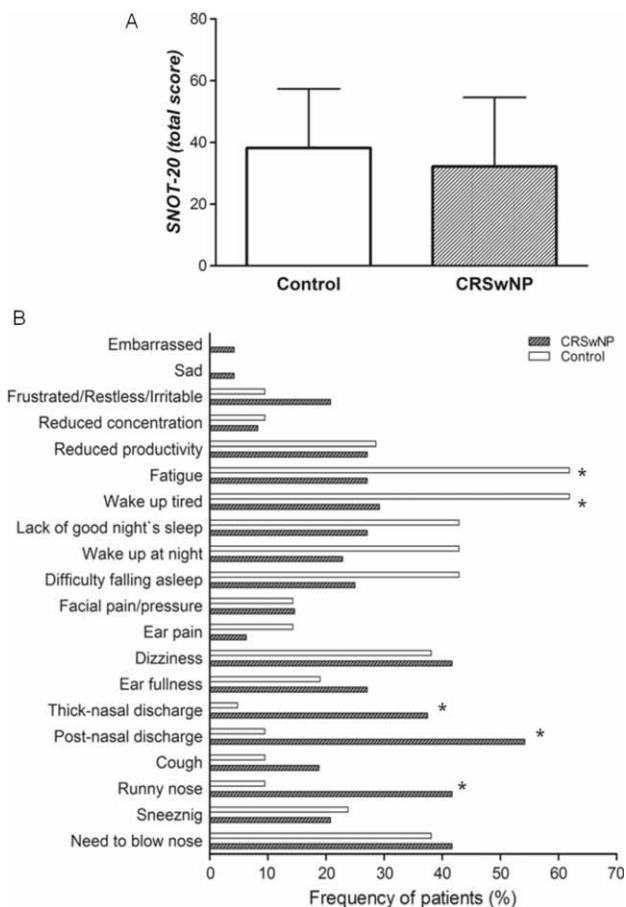 A
80
60
40
20
0
SNOT-20 (total score)
Control CRSwNP
B
CRSwNP
Control
Embarrassed
Sad
Frustrated/Restless/Irritable
Reduced concentration
Reduced productivity
Fatigue *
Wake up tired *
Lack of good night`s sleep
Wake up at night
Difficulty falling asleep
Facial pain/pressure
Ear pain
Dizziness
Ear fullness
Thick-nasal discharge *
Post-nasal discharge *
Cough
Runny nose *
Sneeznig
Need to blow nose
0 10 20 30 40 50 60 70
Frequency of patients (%)